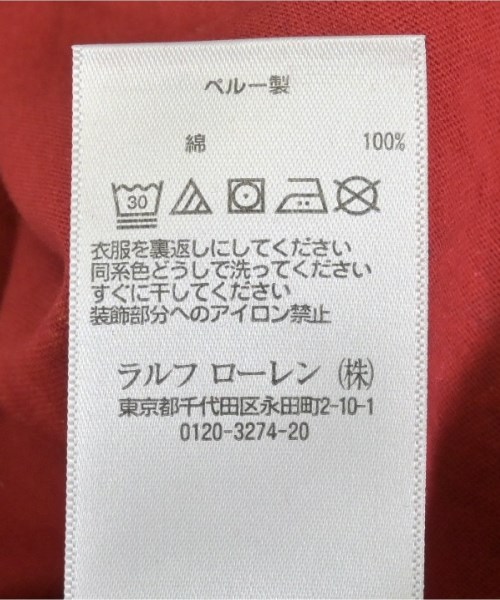 ペルー製
綿 100%
30
衣服を裏返しにしてください
同系色どうしで洗ってください
すぐに干してください
装飾部分へのアイロン禁止
ラルフ ローレン (株)
東京都千代田区永田町2-10-1
0120-3274-20